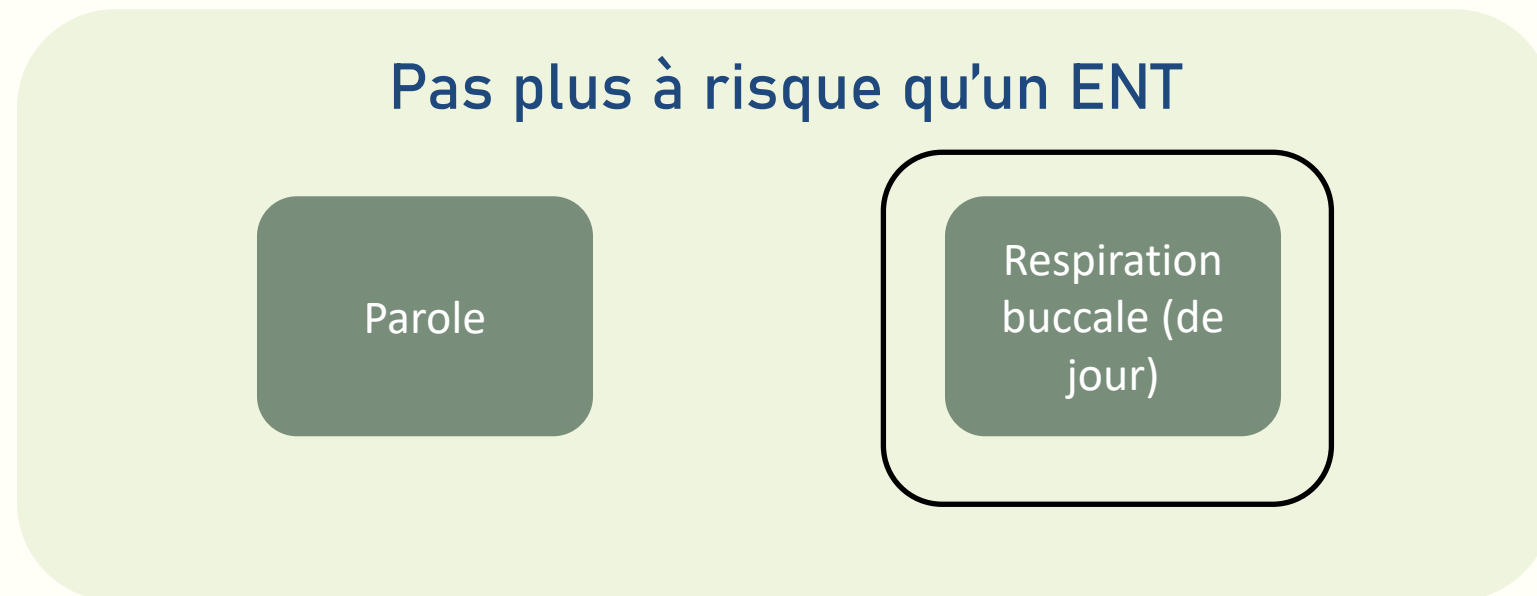 Pas plus à risque qu’un ENT
Parole
Respiration
buccale (de
jour)